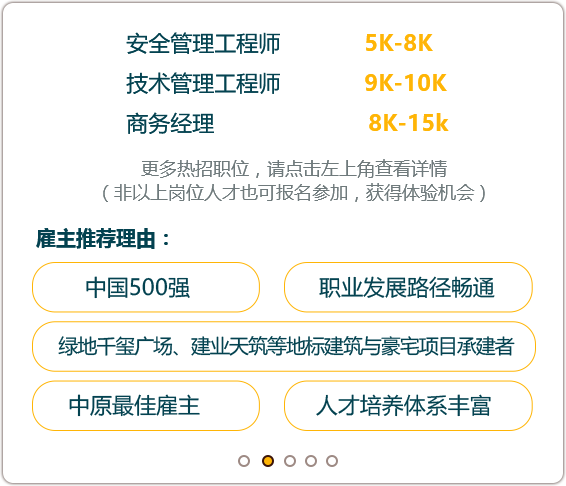 安全管理工程师 5K-8K
技术管理工程师 9K-10K
商务经理 8K-15k
更多热招职位，请点击左上角查看详情
（非以上岗位人才也可报名参加，获得体验机会）
雇主推荐理由：
中国500强 职业发展路径畅通
绿地千玺广场、建业天筑等地标建筑与豪宅项目承建者
中原最佳雇主 人才培养体系丰富